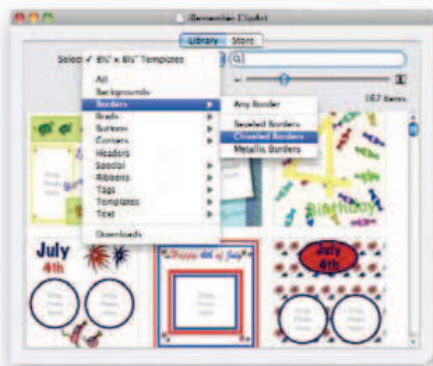 iRemember ClipArt
Library Store
Select ✓ 8½" x 8½" Templates
All
Backgrounds
Borders
Any Border
Brads
Beveled Borders
Buttons
Chiseled Borders
Corners
Metallic Borders
Headers
Special
Ribbons
Tags
Templates
Text
Downloads
162 items
Birthday
July
4th
Happy 4th of July
July
4th